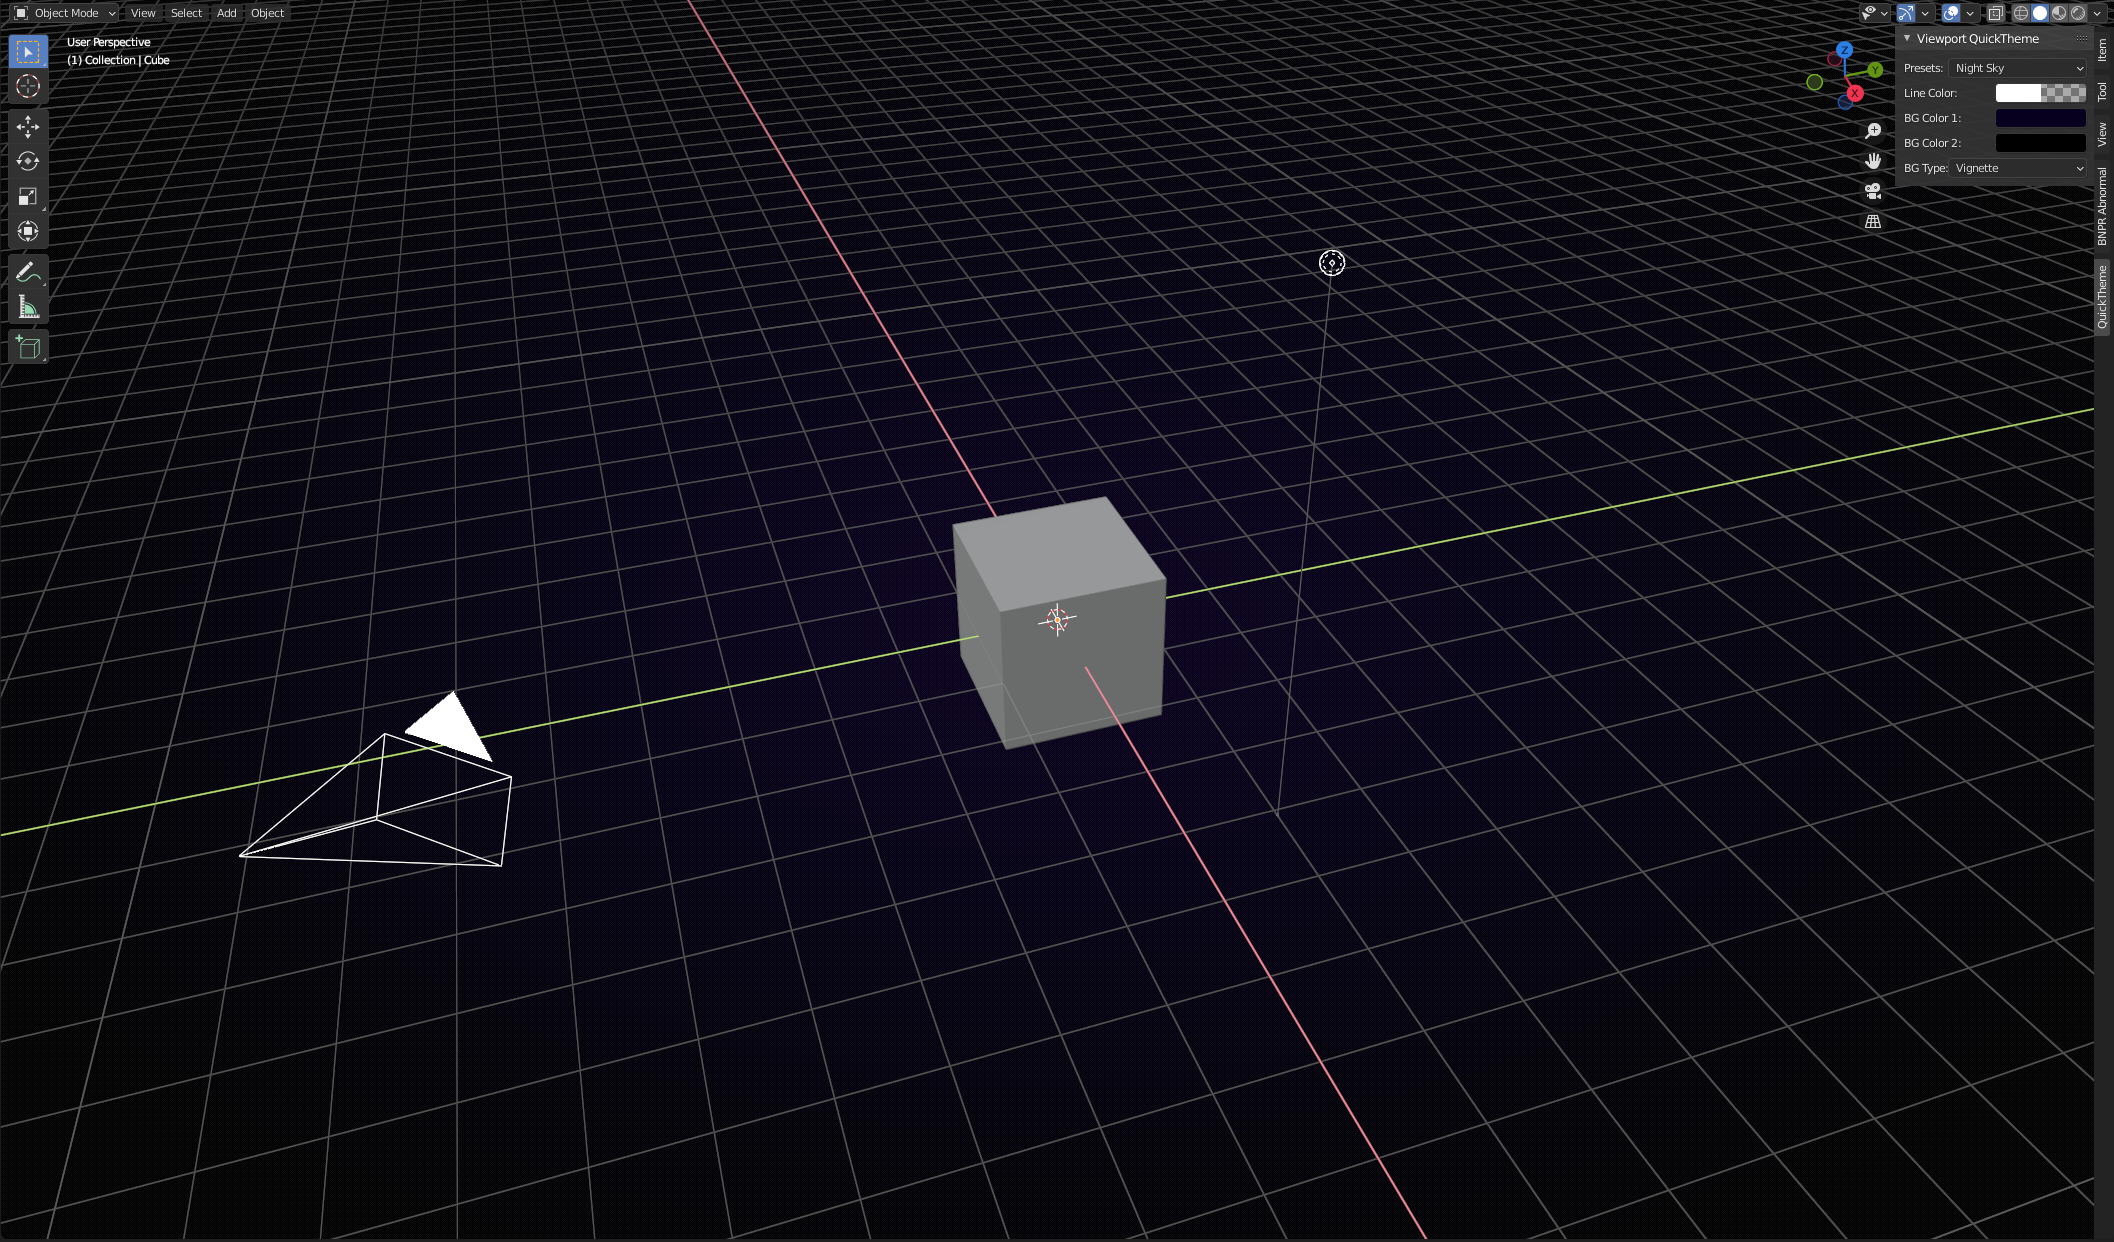 Object Mode View Select Add Object
User Perspective
(1) Collection | Cube
Z
Y
X
Viewport QuickTheme
Presets: Night Sky
Line Color:
BG Color 1:
BG Color 2:
BG Type: Vignette
Item
Tool
View
BNPR Abnormal
QuickTheme